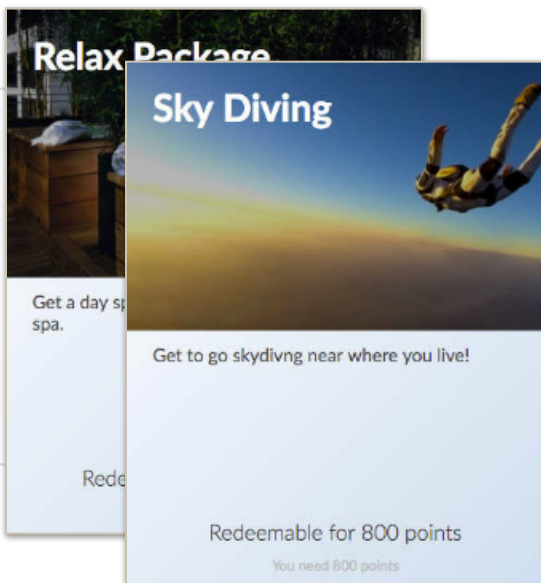 Relax Package
Get a day sp
spa.
Rede
Sky Diving
Get to go skydivng near where you live!
Redeemable for 800 points
You need 800 points